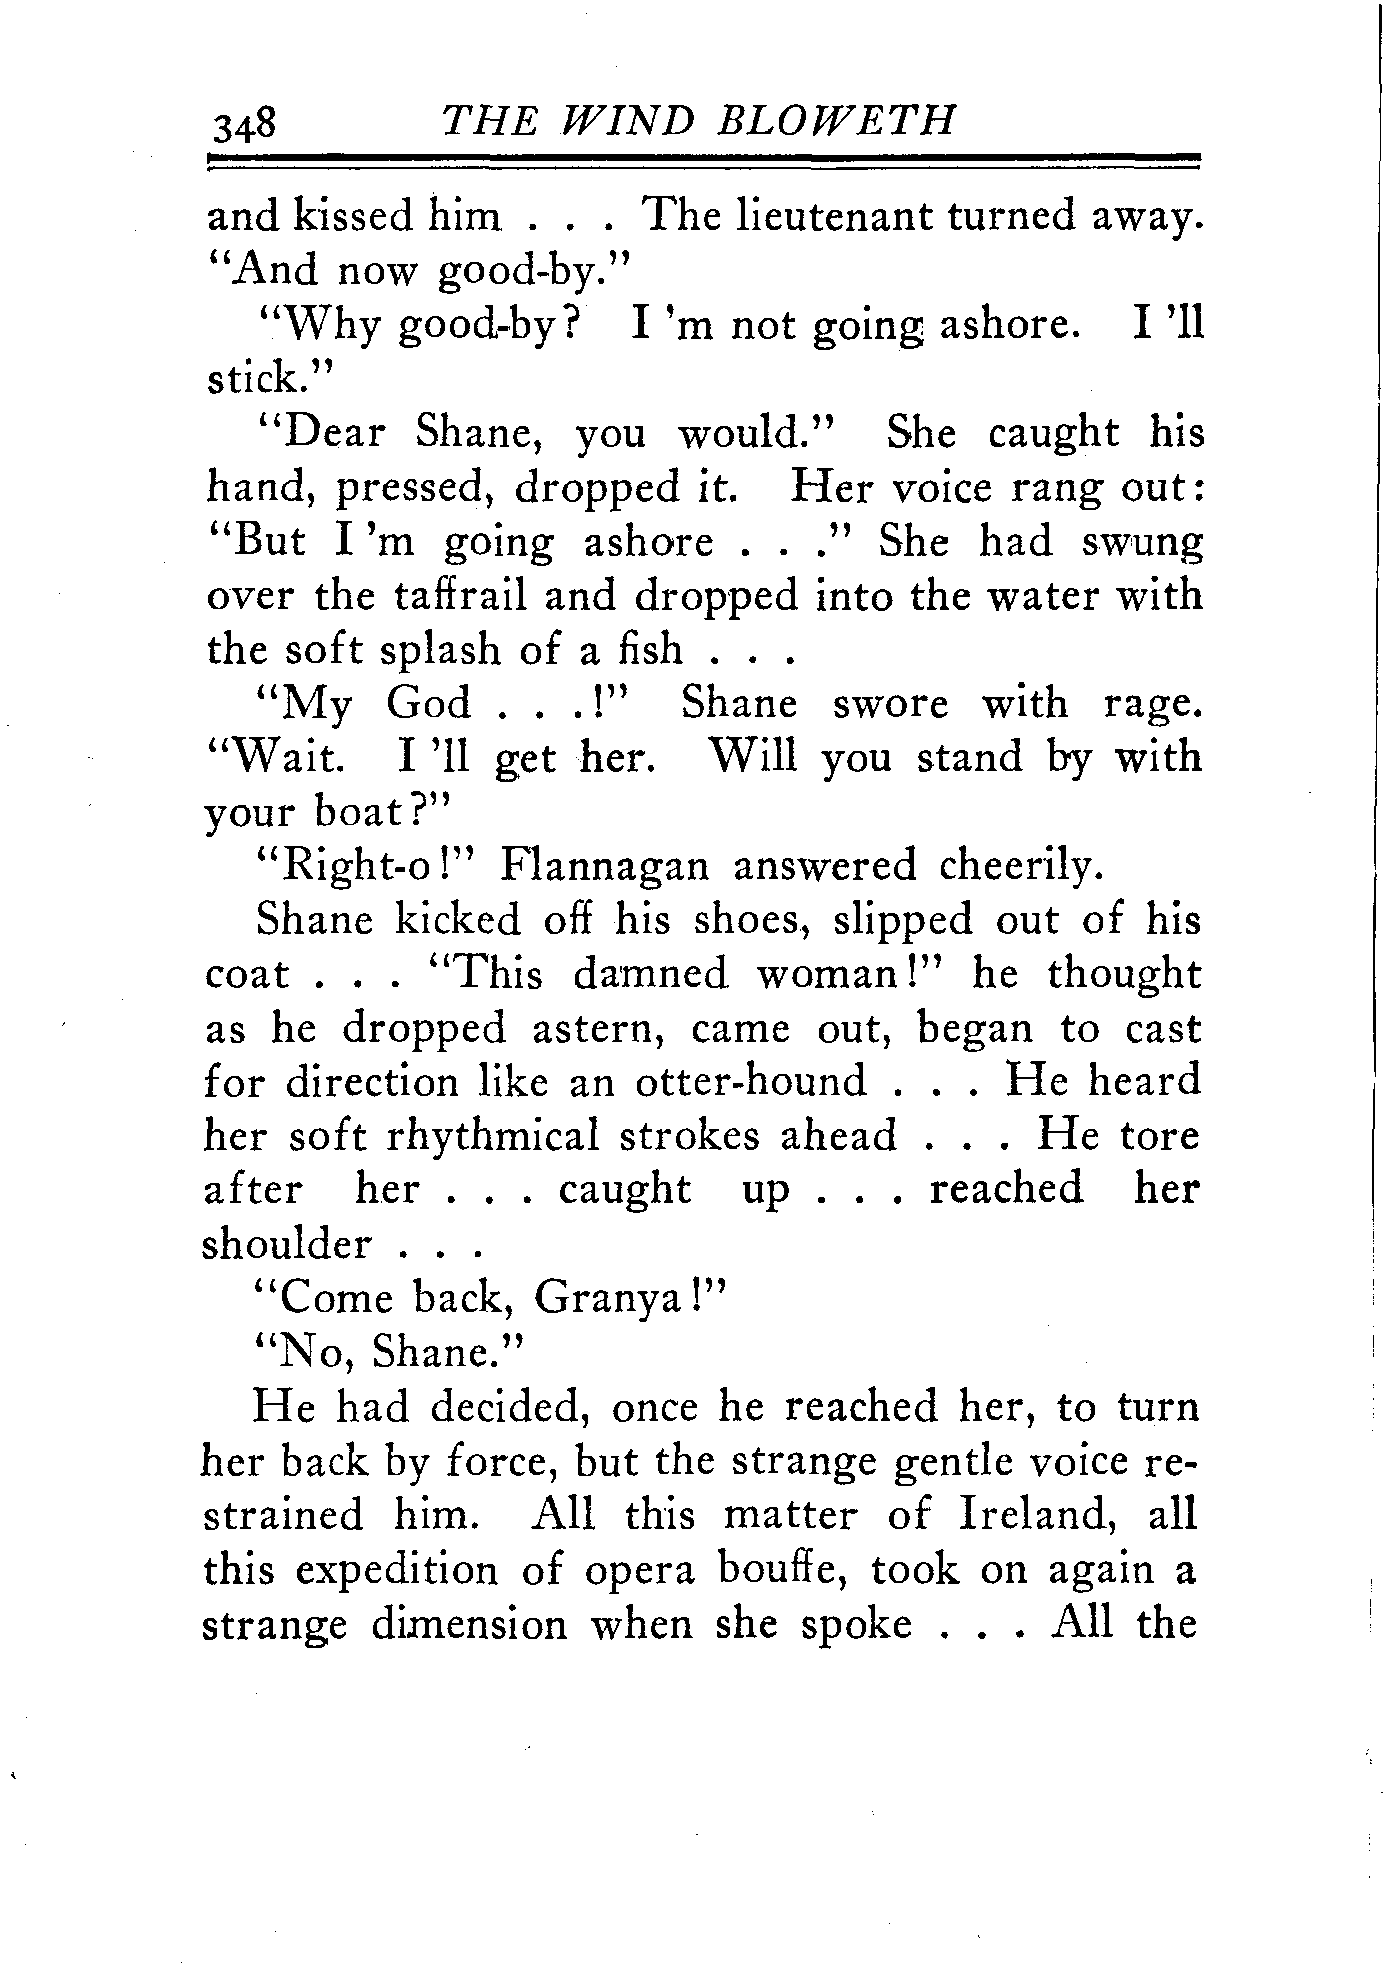 348 THE WIND BLOWETH
and kissed him . . . The lieutenant turned away.
"And now good-by."
"Why good-by? I 'm not going ashore. I 'll
stick."
"Dear Shane, you would." She caught his
hand, pressed, dropped it. Her voice rang out:
"But I 'm going ashore . . ." She had swung
over the taffrail and dropped into the water with
the soft splash of a fish . . .
"My God . . .!" Shane swore with rage.
"Wait. I 'll get her. Will you stand by with
your boat?"
"Right-o!" Flannagan answered cheerily.
Shane kicked off his shoes, slipped out of his
coat . . . "This damned woman!" he thought
as he dropped astern, came out, began to cast
for direction like an otter-hound . . . He heard
her soft rhythmical strokes ahead . . . He tore
after her . . . caught up . . . reached her
shoulder . . .
"Come back, Granya!"
"No, Shane."
He had decided, once he reached her, to turn
her back by force, but the strange gentle voice re-
strained him. All this matter of Ireland, all
this expedition of opera bouffe, took on again a
strange dimension when she spoke . . . All the